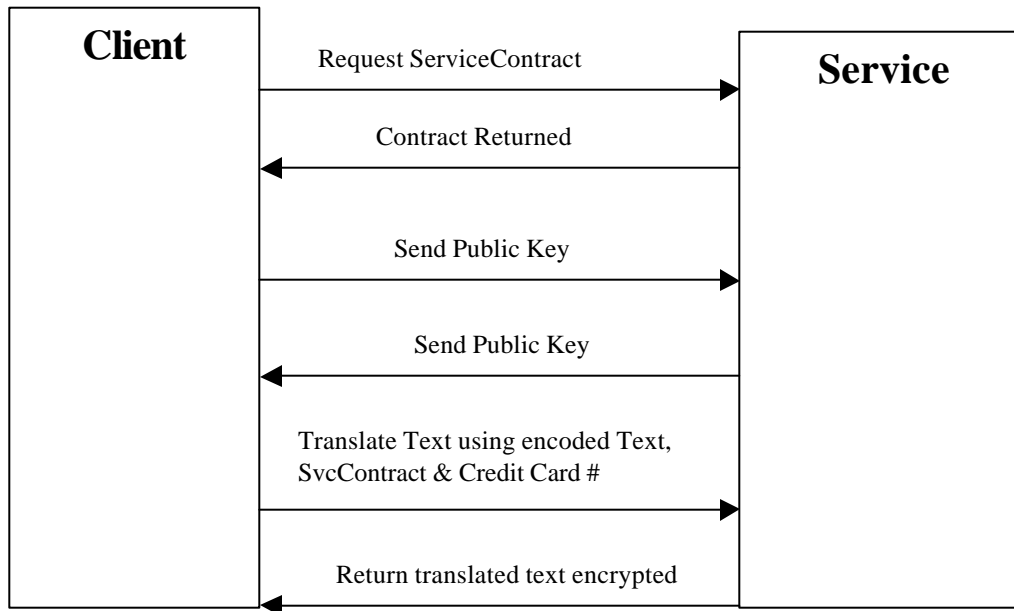 Client
Service
Request ServiceContract
Contract Returned
Send Public Key
Send Public Key
Translate Text using encoded Text,
SvcContract & Credit Card #
Return translated text encrypted